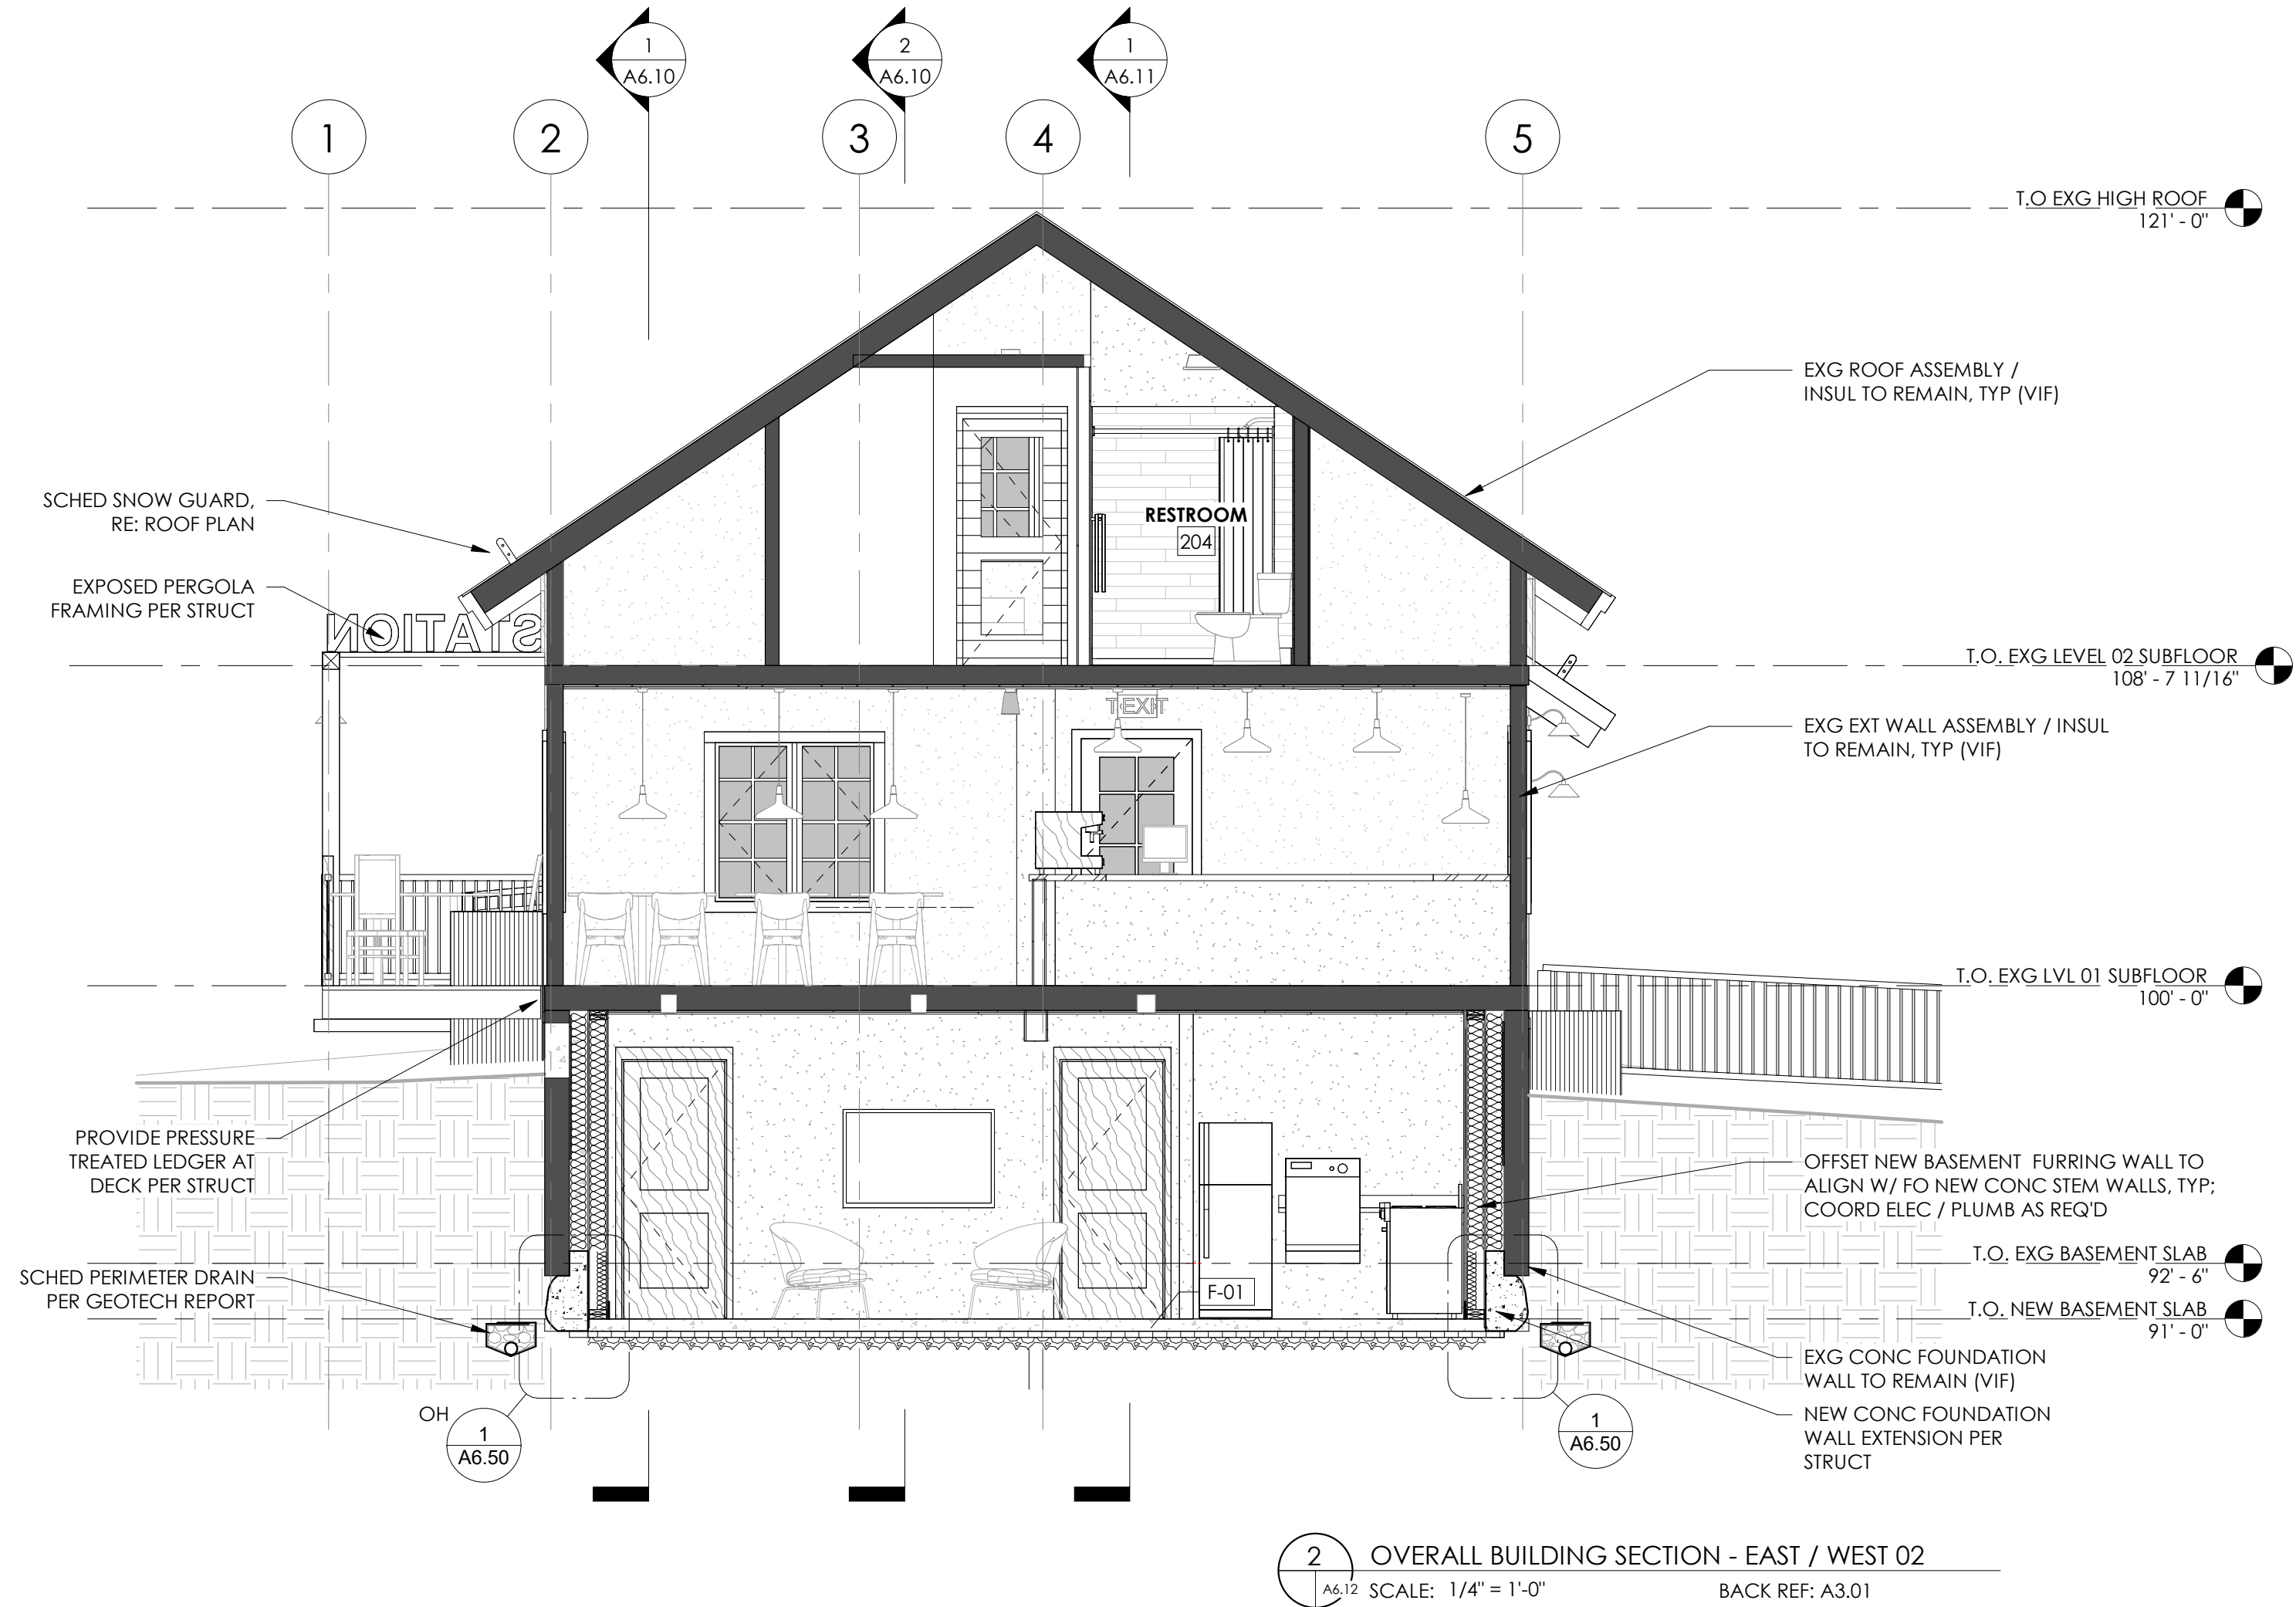 1
A6.10
2
A6.10
1
A6.11
1
2
3
4
5
T.O EXG HIGH ROOF
121' - 0"
EXG ROOF ASSEMBLY /
INSUL TO REMAIN, TYP (VIF)
SCHED SNOW GUARD,
RE: ROOF PLAN
RESTROOM
204
EXPOSED PERGOLA
FRAMING PER STRUCT
STATION
T.O. EXG LEVEL 02 SUBFLOOR
108' - 7 11/16"
EXIT
EXG EXT WALL ASSEMBLY / INSUL
TO REMAIN, TYP (VIF)
T.O. EXG LVL 01 SUBFLOOR
100' - 0"
PROVIDE PRESSURE
TREATED LEDGER AT
DECK PER STRUCT
OFFSET NEW BASEMENT FURRING WALL TO
ALIGN W/ FO NEW CONC STEM WALLS, TYP;
COORD ELEC / PLUMB AS REQ'D
T.O. EXG BASEMENT SLAB
92' - 6"
SCHED PERIMETER DRAIN
PER GEOTECH REPORT
F-01
T.O. NEW BASEMENT SLAB
91' - 0"
EXG CONC FOUNDATION
WALL TO REMAIN (VIF)
NEW CONC FOUNDATION
WALL EXTENSION PER
STRUCT
OH
1
A6.50
1
A6.50
2
A6.12
OVERALL BUILDING SECTION - EAST / WEST 02
SCALE: 1/4" = 1'-0"
BACK REF: A3.01